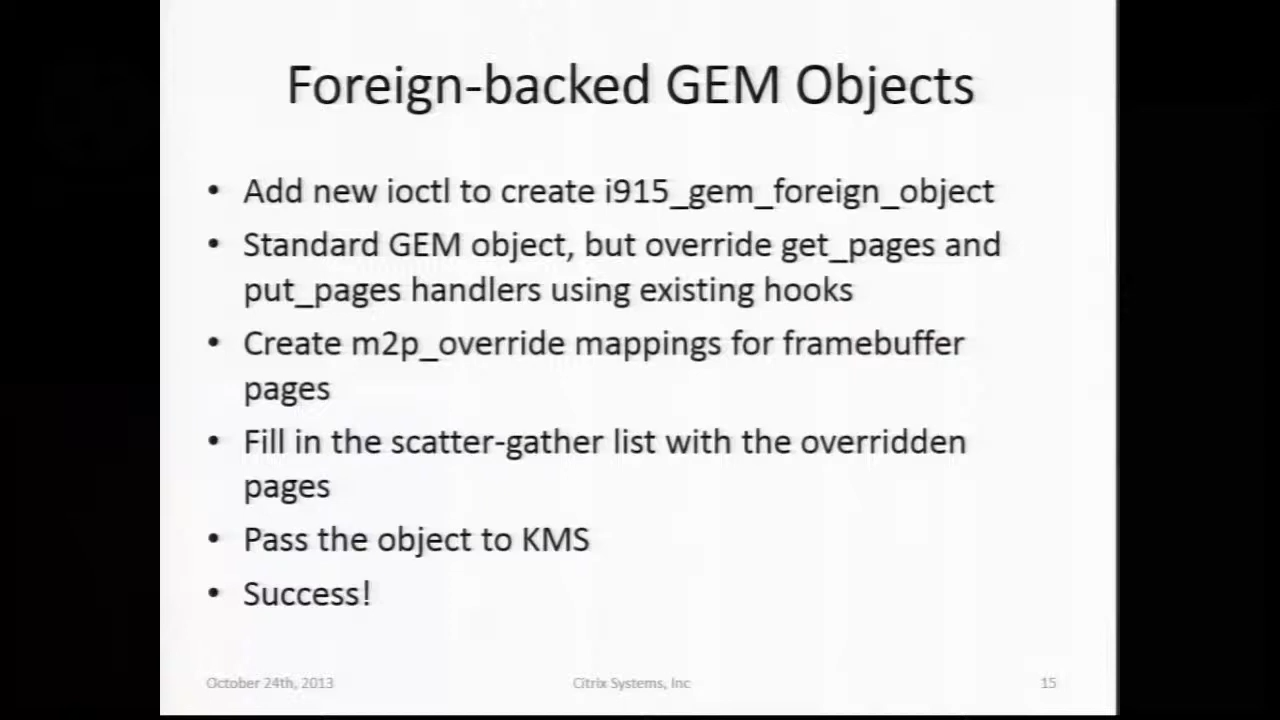 Foreign-backed GEM Objects
• Add new ioctl to create i915_gem_foreign_object
• Standard GEM object, but override get_pages and
put_pages handlers using existing hooks
• Create m2p_override mappings for framebuffer
pages
• Fill in the scatter-gather list with the overridden
pages
• Pass the object to KMS
• Success!
October 24th, 2013 Citrix Systems, Inc 15